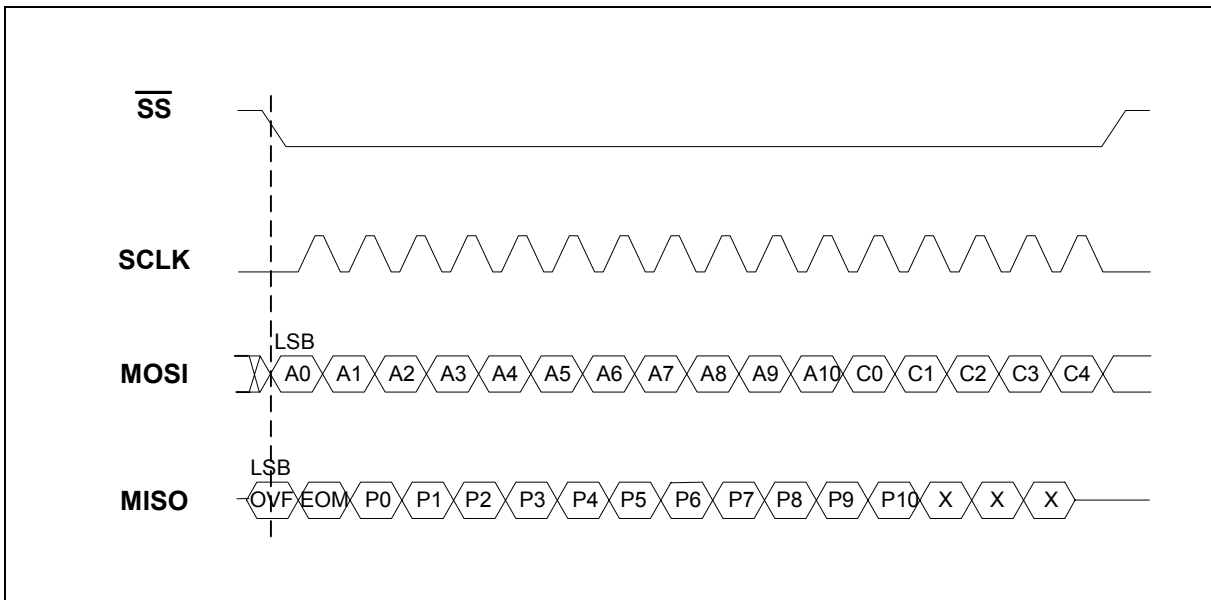 SS
SCLK
LSB
MOSI A0 A1 A2 A3 A4 A5 A6 A7 A8 A9 A10 C0 C1 C2 C3 C4
LSB
MISO OVF EOM P0 P1 P2 P3 P4 P5 P6 P7 P8 P9 P10 X X X